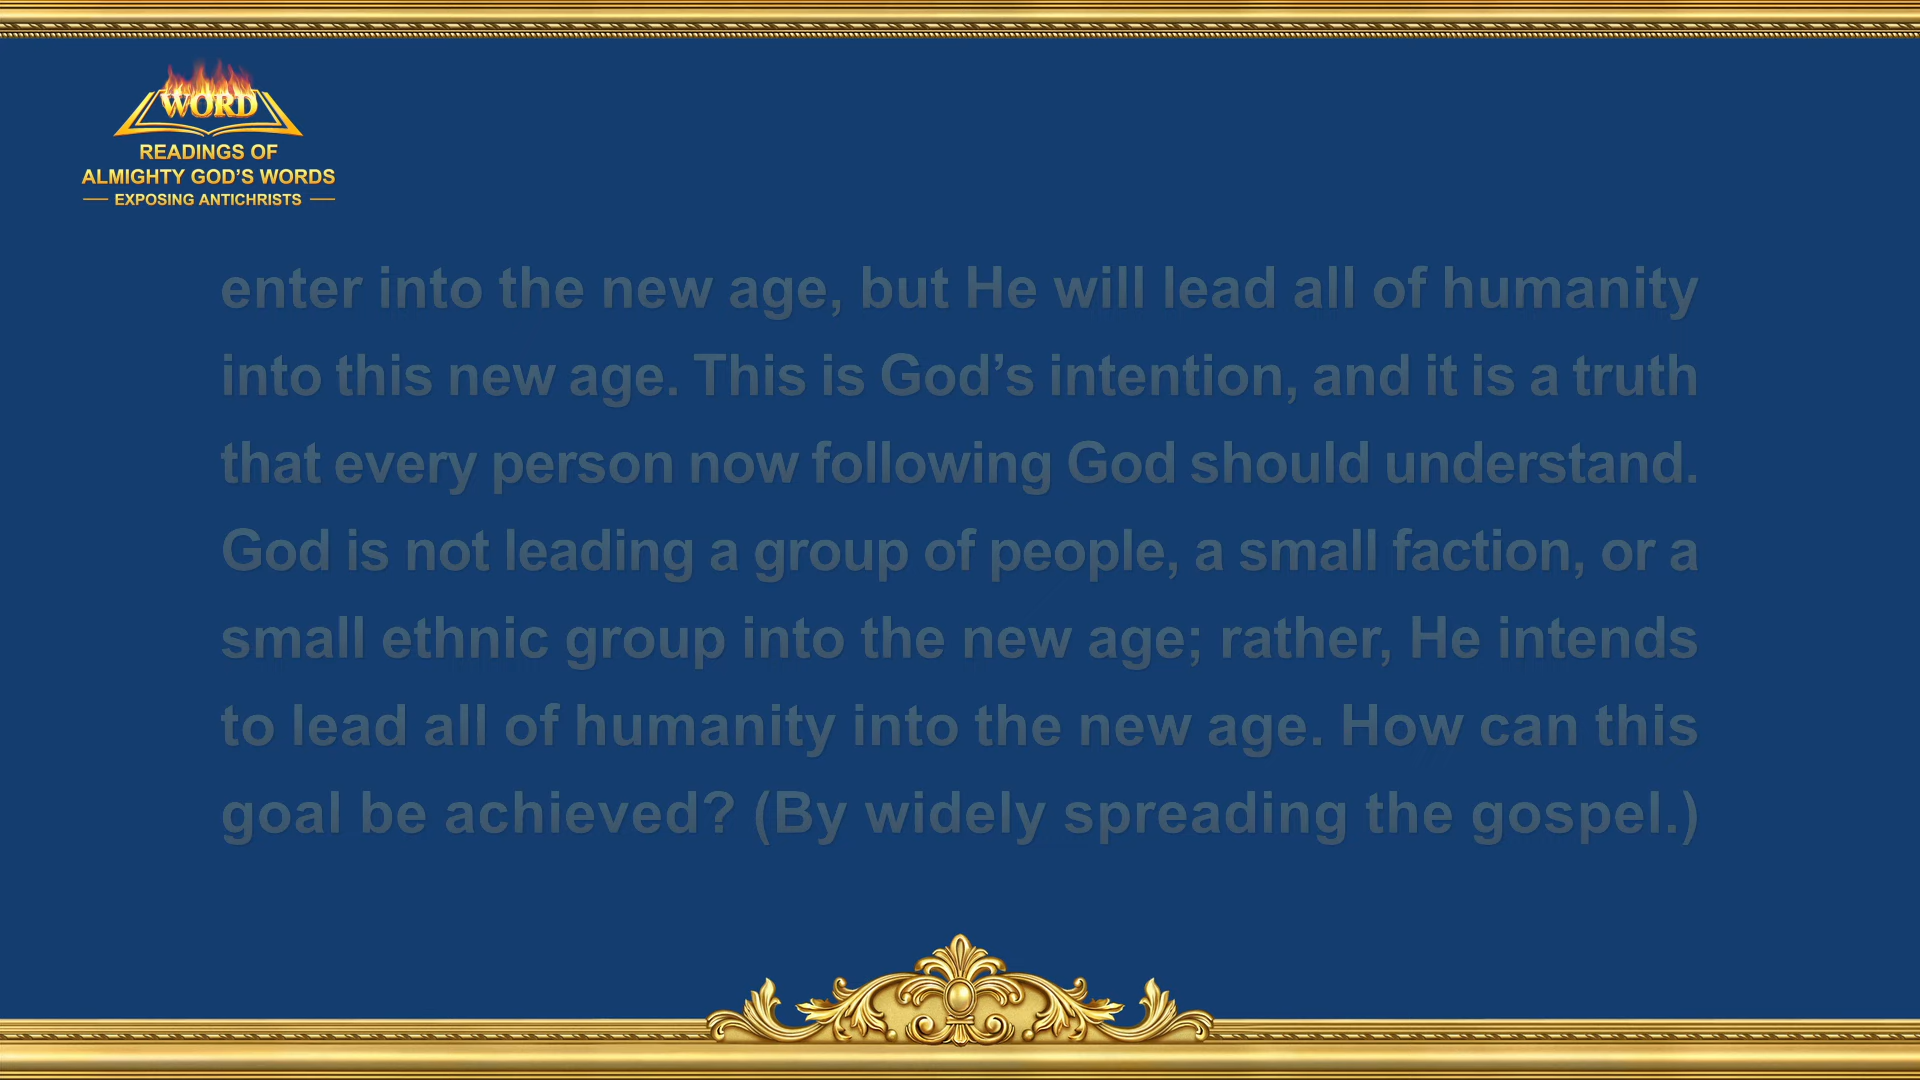 WORD
READINGS OF
ALMIGHTY GOD’S WORDS
EXPOSING ANTICHRISTS
enter into the new age, but He will lead all of humanity
into this new age. This is God’s intention, and it is a truth
that every person now following God should understand.
God is not leading a group of people, a small faction, or a
small ethnic group into the new age; rather, He intends
to lead all of humanity into the new age. How can this
goal be achieved? (By widely spreading the gospel.)